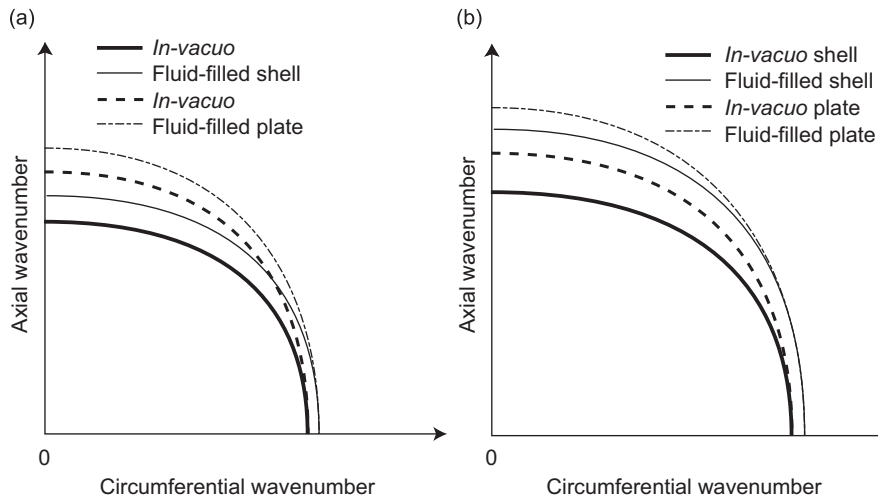 (a)
In-vacuo
Fluid-filled shell
In-vacuo
Fluid-filled plate
Axial wavenumber
0
Circumferential wavenumber
(b)
In-vacuo shell
Fluid-filled shell
In-vacuo plate
Fluid-filled plate
Axial wavenumber
0
Circumferential wavenumber